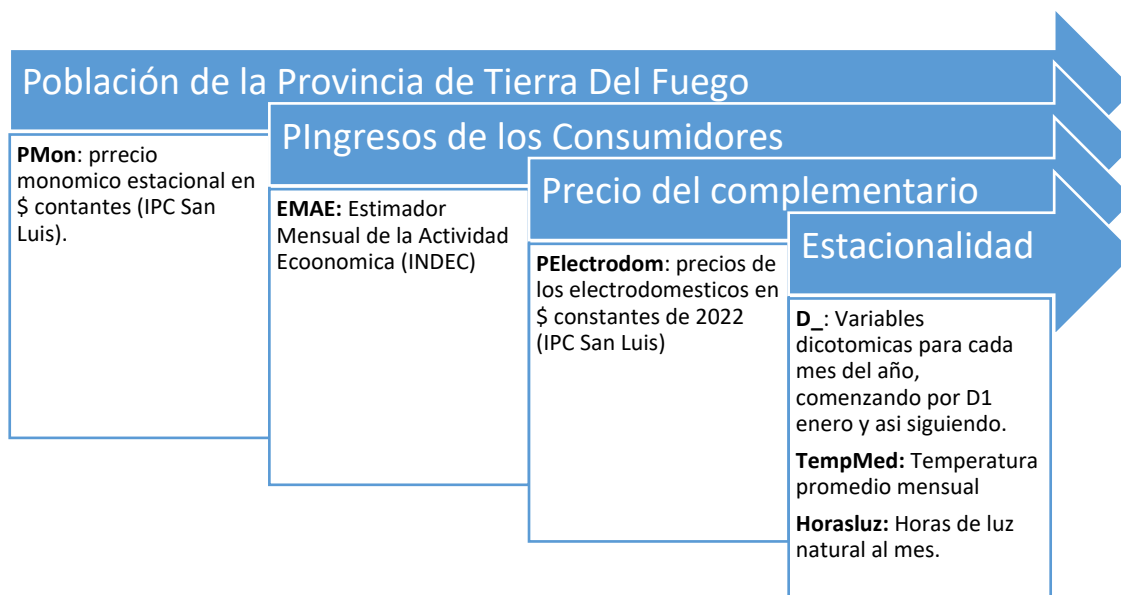 Población de la Provincia de Tierra Del Fuego
PMon: prrecio
monomico estacional en
$ contantes (IPC San
Luis).
PIngresos de los Consumidores
EMAE: Estimador
Mensual de la Actividad
Ecoonomica (INDEC)
Precio del complementario
PElectrodom: precios de
los electrodomesticos en
$ constantes de 2022
(IPC San Luis)
Estacionalidad
D_: Variables
dicotomicas para cada
mes del año,
comenzando por D1
enero y asi siguiendo.
TempMed: Temperatura
promedio mensual
Horasluz: Horas de luz
natural al mes.